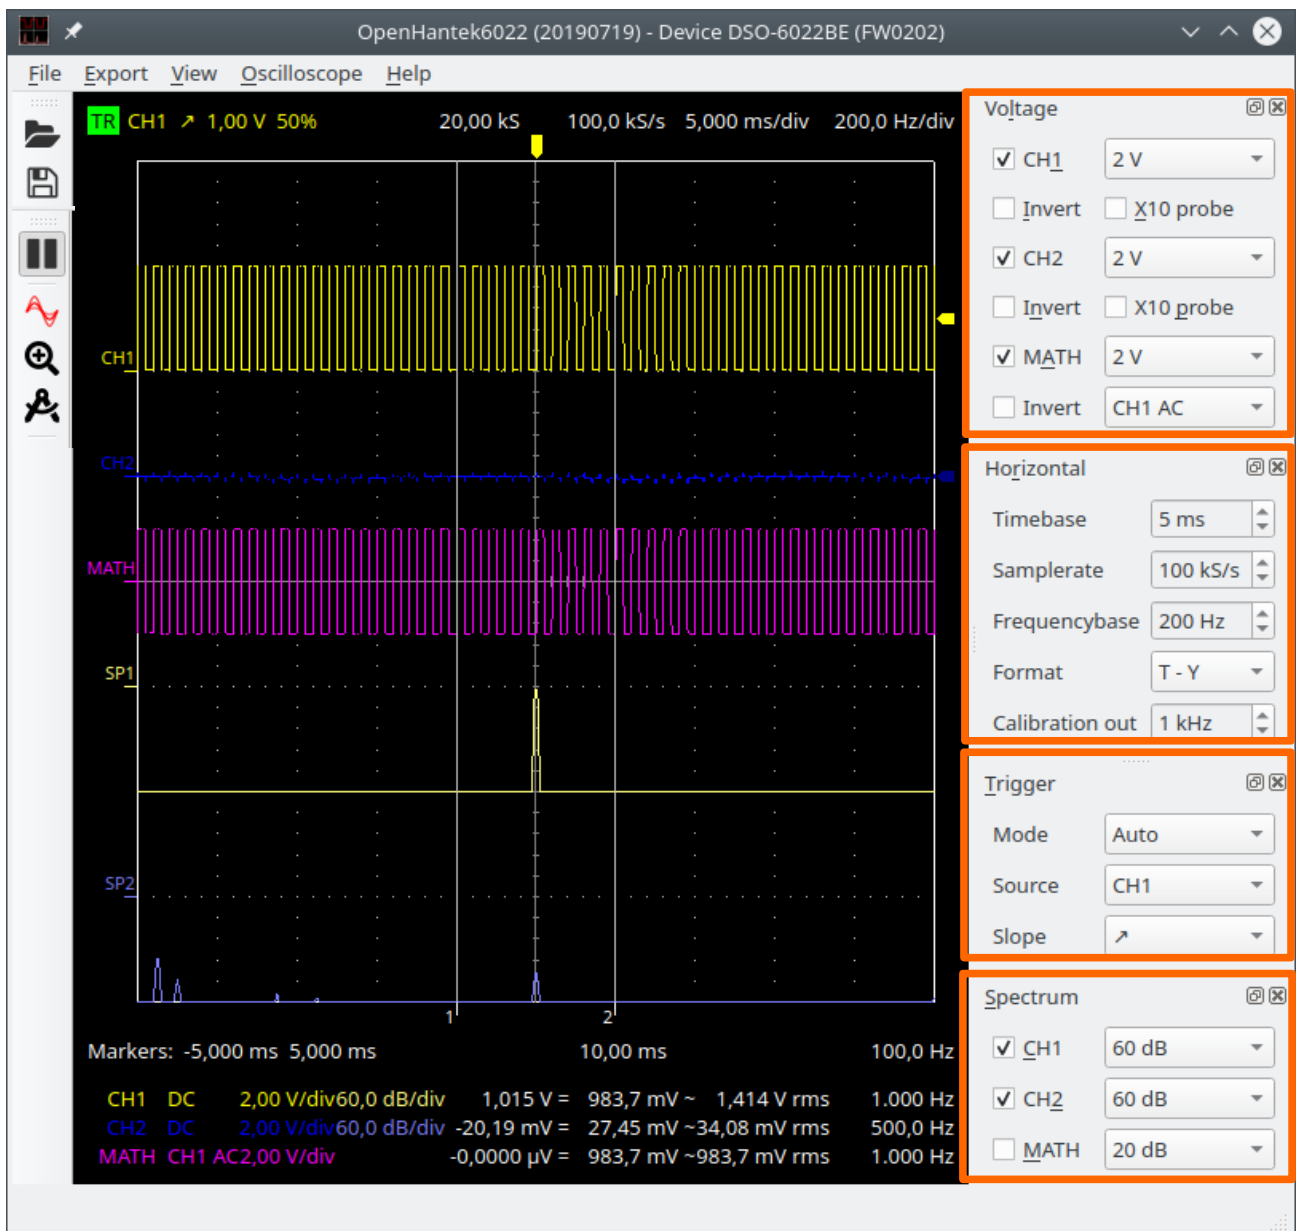 OpenHantek6022 (20190719) - Device DSO-6022BE (FW0202)
File Export View Oscilloscope Help
TR CH1 ↗ 1,00 V 50% 20,00 kS 100,0 kS/s 5,000 ms/div 200,0 Hz/div
CH1
CH2
MATH
SP1
SP2
1 2
Markers: -5,000 ms 5,000 ms 10,00 ms 100,0 Hz
CH1 DC 2,00 V/div 60,0 dB/div 1,015 V = 983,7 mV ~ 1,414 V rms 1.000 Hz
CH2 DC 2,00 V/div 60,0 dB/div -20,19 mV = 27,45 mV ~ 34,08 mV rms 500,0 Hz
MATH CH1 AC 2,00 V/div -0,0000 µV = 983,7 mV ~ 983,7 mV rms 1.000 Hz
Voltage
CH1 2 V
Invert X10 probe
CH2 2 V
Invert X10 probe
MATH 2 V
Invert CH1 AC
Horizontal
Timebase 5 ms
Samplerate 100 kS/s
Frequencybase 200 Hz
Format T - Y
Calibration out 1 kHz
Trigger
Mode Auto
Source CH1
Slope ↗
Spectrum
CH1 60 dB
CH2 60 dB
MATH 20 dB